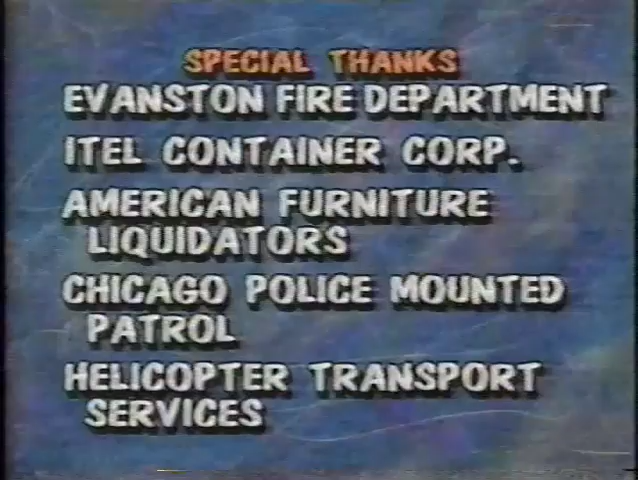 SPECIAL THANKS
EVANSTON FIRE DEPARTMENT
ITEL CONTAINER CORP.
AMERICAN FURNITURE
LIQUIDATORS
CHICAGO POLICE MOUNTED
PATROL
HELICOPTER TRANSPORT
SERVICES